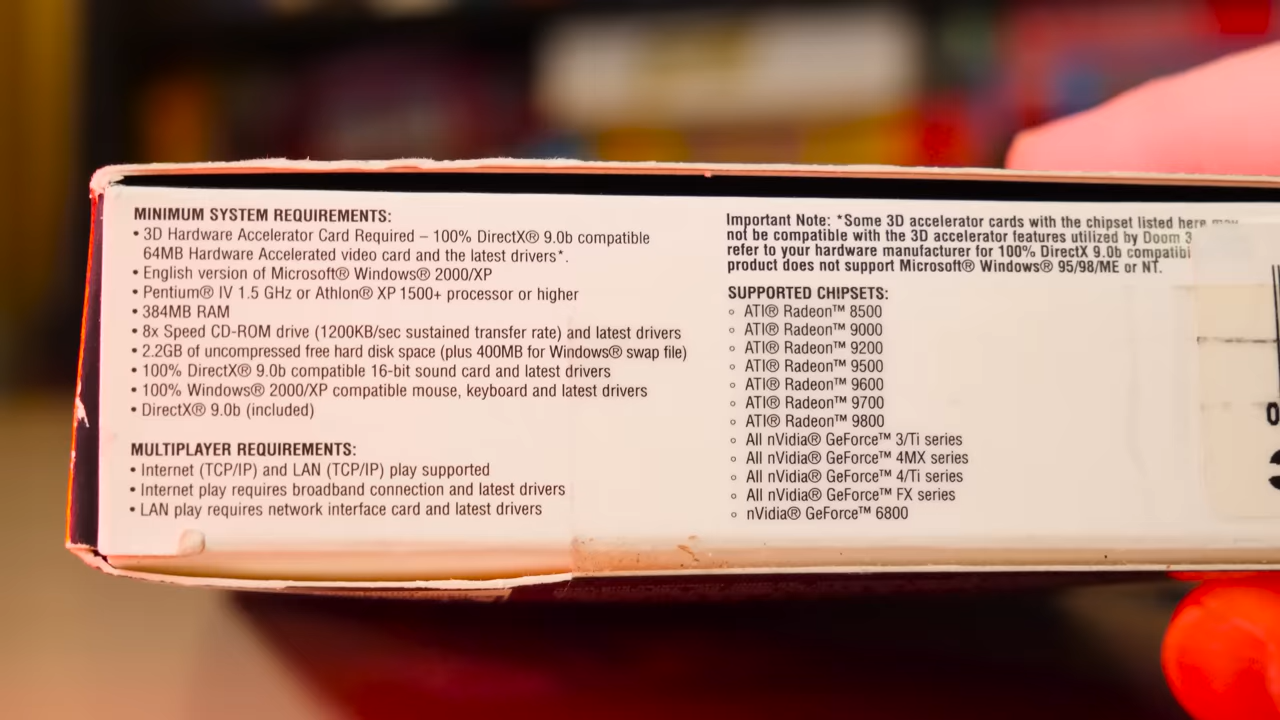 MINIMUM SYSTEM REQUIREMENTS:
• 3D Hardware Accelerator Card Required – 100% DirectX® 9.0b compatible
64MB Hardware Accelerated video card and the latest drivers*.
• English version of Microsoft® Windows® 2000/XP
• Pentium® IV 1.5 GHz or Athlon® XP 1500+ processor or higher
• 384MB RAM
• 8x Speed CD-ROM drive (1200KB/sec sustained transfer rate) and latest drivers
• 2.2GB of uncompressed free hard disk space (plus 400MB for Windows® swap file)
• 100% DirectX® 9.0b compatible 16-bit sound card and latest drivers
• 100% Windows® 2000/XP compatible mouse, keyboard and latest drivers
• DirectX® 9.0b (included)
MULTIPLAYER REQUIREMENTS:
• Internet (TCP/IP) and LAN (TCP/IP) play supported
• Internet play requires broadband connection and latest drivers
• LAN play requires network interface card and latest drivers
Important Note: *Some 3D accelerator cards with the chipset listed here may
not be compatible with the 3D accelerator features utilized by Doom 3
refer to your hardware manufacturer for 100% DirectX 9.0b compatibi
product does not support Microsoft® Windows® 95/98/ME or NT.
SUPPORTED CHIPSETS:
◦ ATI® Radeon™ 8500
◦ ATI® Radeon™ 9000
◦ ATI® Radeon™ 9200
◦ ATI® Radeon™ 9500
◦ ATI® Radeon™ 9600
◦ ATI® Radeon™ 9700
◦ ATI® Radeon™ 9800
◦ All nVidia® GeForce™ 3/Ti series
◦ All nVidia® GeForce™ 4MX series
◦ All nVidia® GeForce™ 4/Ti series
◦ All nVidia® GeForce™ FX series
◦ nVidia® GeForce™ 6800
0